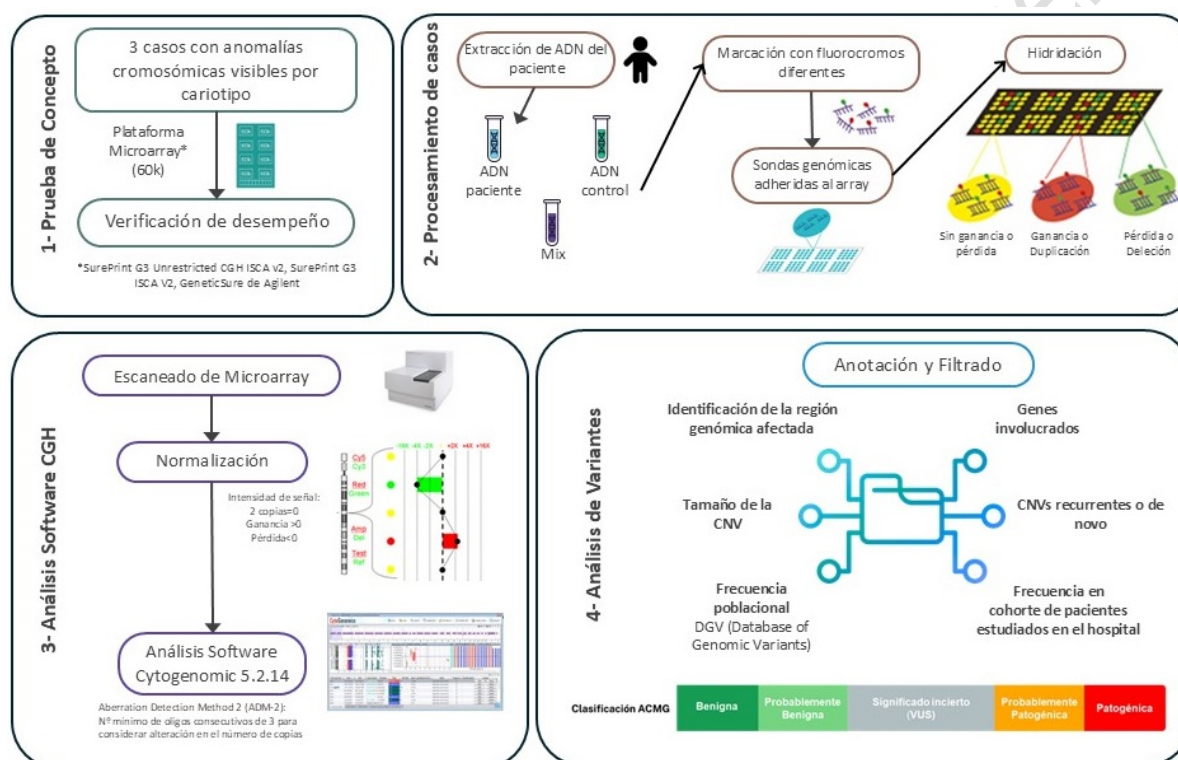 1- Prueba de Concepto
3 casos con anomalías
cromosómicas visibles por
cariotipo
Plataforma
Microarray*
(60k)
Verificación de desempeño
*SurePrint G3 Unrestricted CGH ISCA v2, SurePrint G3
ISCA V2, GeneticSure de Agilent
2- Procesamiento de casos
Extracción de ADN del
paciente
ADN
paciente
ADN
control
Mix
Marcación con fluorocromos
diferentes
Sondas genómicas
adheridas al array
Hidridación
Sin ganancia o
pérdida
Ganancia o
Duplicación
Pérdida o
Deleción
3- Análisis Software CGH
Escaneado de Microarray
Normalización
Intensidad de señal:
2 copias=0
Ganancia >0
Pérdida<0
-16X -4X -2X +2X +4X +16X
Cy5
Cy3
Red
Green
Amp
Del
Test
Ref
Análisis Software
Cytogenomic 5.2.14
Aberration Detection Method 2 (ADM-2):
Nº mínimo de oligos consecutivos de 3 para
considerar alteración en el número de copias
4- Análisis de Variantes
Anotación y Filtrado
Identificación de la región
genómica afectada
Genes
involucrados
Tamaño de la
CNV
CNVs recurrentes o de
novo
Frecuencia
poblacional
DGV (Database of
Genomic Variants)
Frecuencia en
cohorte de pacientes
estudiados en el hospital
Clasificación ACMG
Benigna
Probablemente
Benigna
Significado incierto
(VUS)
Probablemente
Patogénica
Patogénica